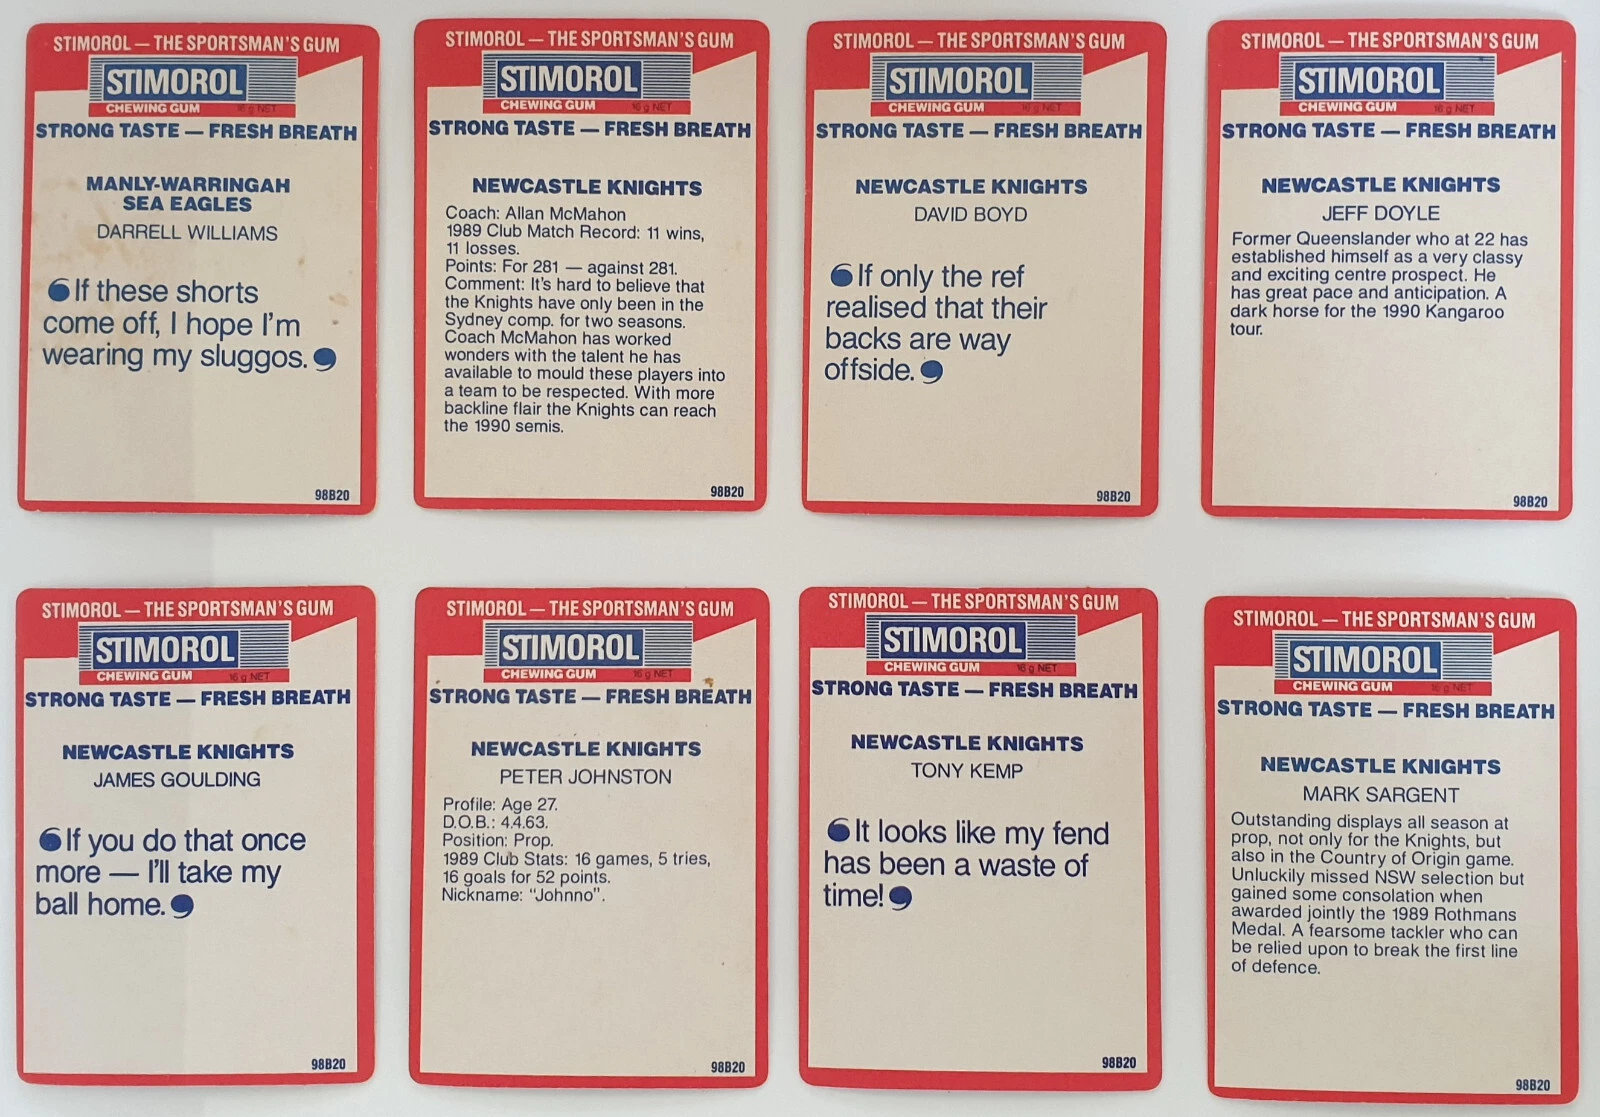 STIMOROL — THE SPORTSMAN'S GUM
STIMOROL
CHEWING GUM 16 g NET
STRONG TASTE — FRESH BREATH
MANLY-WARRINGAH
SEA EAGLES
DARRELL WILLIAMS
If these shorts
come off, I hope I'm
wearing my sluggos.
98B20
STIMOROL — THE SPORTSMAN'S GUM
STIMOROL
CHEWING GUM 16 g NET
STRONG TASTE — FRESH BREATH
NEWCASTLE KNIGHTS
Coach: Allan McMahon
1989 Club Match Record: 11 wins,
11 losses.
Points: For 281 — against 281.
Comment: It's hard to believe that
the Knights have only been in the
Sydney comp. for two seasons.
Coach McMahon has worked
wonders with the talent he has
available to mould these players into
a team to be respected. With more
backline flair the Knights can reach
the 1990 semis.
98B20
STIMOROL — THE SPORTSMAN'S GUM
STIMOROL
CHEWING GUM 16 g NET
STRONG TASTE — FRESH BREATH
NEWCASTLE KNIGHTS
DAVID BOYD
If only the ref
realised that their
backs are way
offside.
98B20
STIMOROL — THE SPORTSMAN'S GUM
STIMOROL
CHEWING GUM 16 g NET
STRONG TASTE — FRESH BREATH
NEWCASTLE KNIGHTS
JEFF DOYLE
Former Queenslander who at 22 has
established himself as a very classy
and exciting centre prospect. He
has great pace and anticipation. A
dark horse for the 1990 Kangaroo
tour.
98B20
STIMOROL — THE SPORTSMAN'S GUM
STIMOROL
CHEWING GUM 16 g NET
STRONG TASTE — FRESH BREATH
NEWCASTLE KNIGHTS
JAMES GOULDING
If you do that once
more — I'll take my
ball home.
98B20
STIMOROL — THE SPORTSMAN'S GUM
STIMOROL
CHEWING GUM 16 g NET
STRONG TASTE — FRESH BREATH
NEWCASTLE KNIGHTS
PETER JOHNSTON
Profile: Age 27.
D.O.B.: 4.4.63.
Position: Prop.
1989 Club Stats: 16 games, 5 tries,
16 goals for 52 points.
Nickname: "Johnno".
98B20
STIMOROL — THE SPORTSMAN'S GUM
STIMOROL
CHEWING GUM 16 g NET
STRONG TASTE — FRESH BREATH
NEWCASTLE KNIGHTS
TONY KEMP
It looks like my fend
has been a waste of
time!
98B20
STIMOROL — THE SPORTSMAN'S GUM
STIMOROL
CHEWING GUM 16 g NET
STRONG TASTE — FRESH BREATH
NEWCASTLE KNIGHTS
MARK SARGENT
Outstanding displays all season at
prop, not only for the Knights, but
also in the Country of Origin game.
Unluckily missed NSW selection but
gained some consolation when
awarded jointly the 1989 Rothmans
Medal. A fearsome tackler who can
be relied upon to break the first line
of defence.
98B20